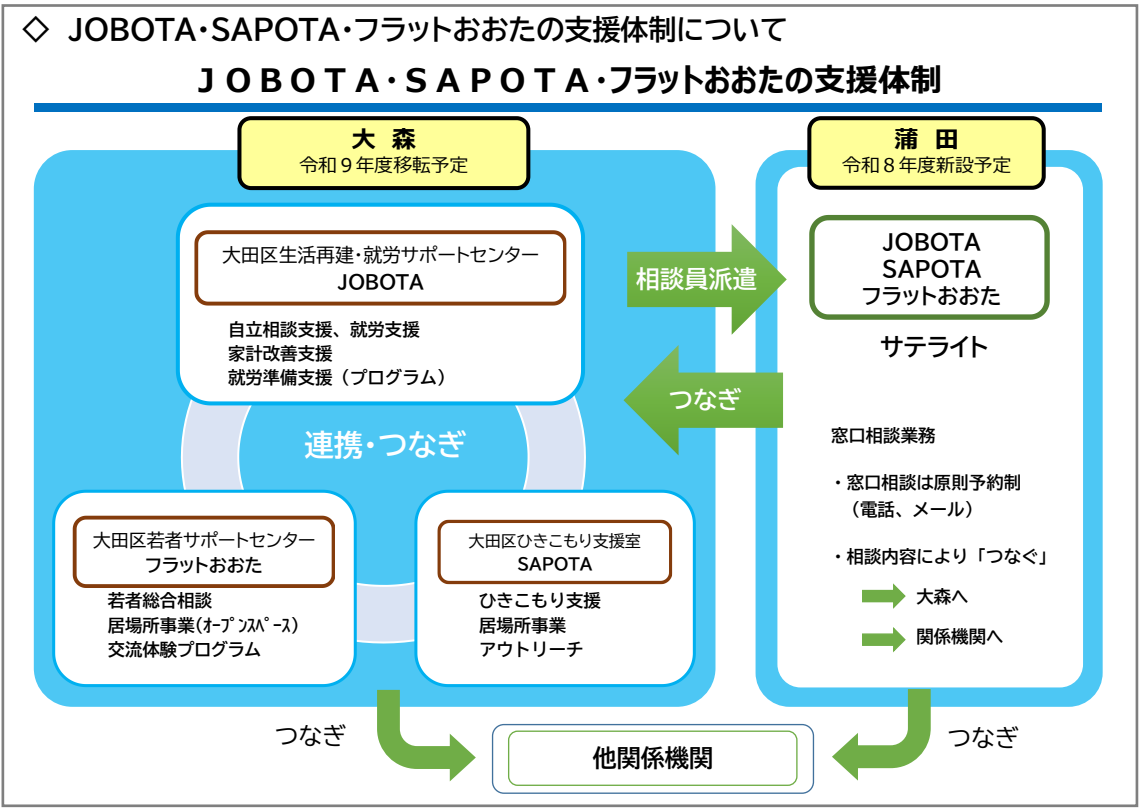 ◇ JOBOTA・SAPOTA・フラットおおたの支援体制について
ＪＯＢＯＴＡ・ＳＡＰＯＴＡ・フラットおおたの支援体制
大 森
令和９年度移転予定
大田区生活再建・就労サポートセンター
JOBOTA
自立相談支援、就労支援
家計改善支援
就労準備支援（プログラム）
連携・つなぎ
大田区若者サポートセンター
フラットおおた
若者総合相談
居場所事業(ｵｰﾌﾟﾝｽﾍﾟｰｽ)
交流体験プログラム
大田区ひきこもり支援室
SAPOTA
ひきこもり支援
居場所事業
アウトリーチ
相談員派遣
つなぎ
蒲 田
令和８年度新設予定
JOBOTA
SAPOTA
フラットおおた
サテライト
窓口相談業務
・窓口相談は原則予約制
（電話、メール）
・相談内容により「つなぐ」
大森へ
関係機関へ
つなぎ
他関係機関
つなぎ